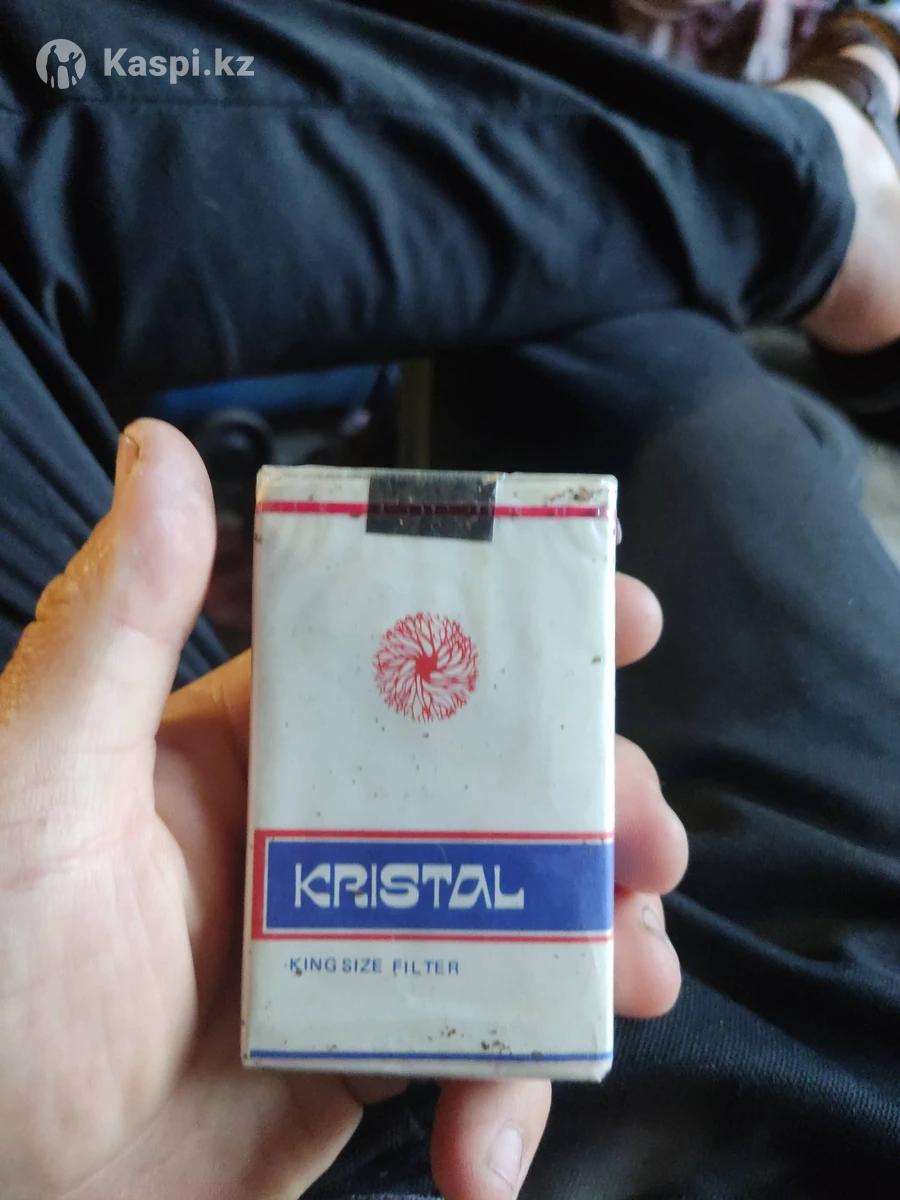 Kaspi.kz
KRISTAL
KING SIZE FILTER